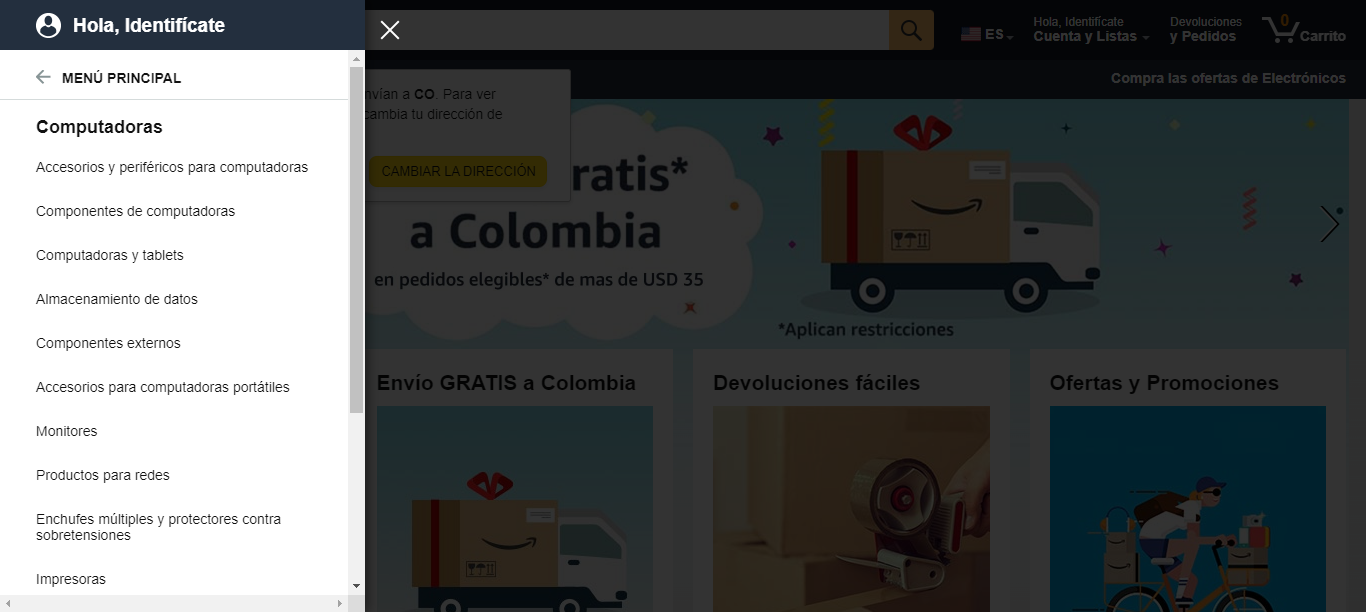 Hola, Identifícate
MENÚ PRINCIPAL
Computadoras
Accesorios y periféricos para computadoras
Componentes de computadoras
Computadoras y tablets
Almacenamiento de datos
Componentes externos
Accesorios para computadoras portátiles
Monitores
Productos para redes
Enchufes múltiples y protectores contra
sobretensiones
Impresoras
ES
Hola, Identifícate
Cuenta y Listas
Devoluciones
y Pedidos
0
Carrito
Compra las ofertas de Electrónicos
a CO. Para ver
cambia tu dirección de
CAMBIAR LA DIRECCIÓN
ratis*
a Colombia
en pedidos elegibles* de mas de USD 35
*Aplican restricciones
Envío GRATIS a Colombia
Devoluciones fáciles
Ofertas y Promociones